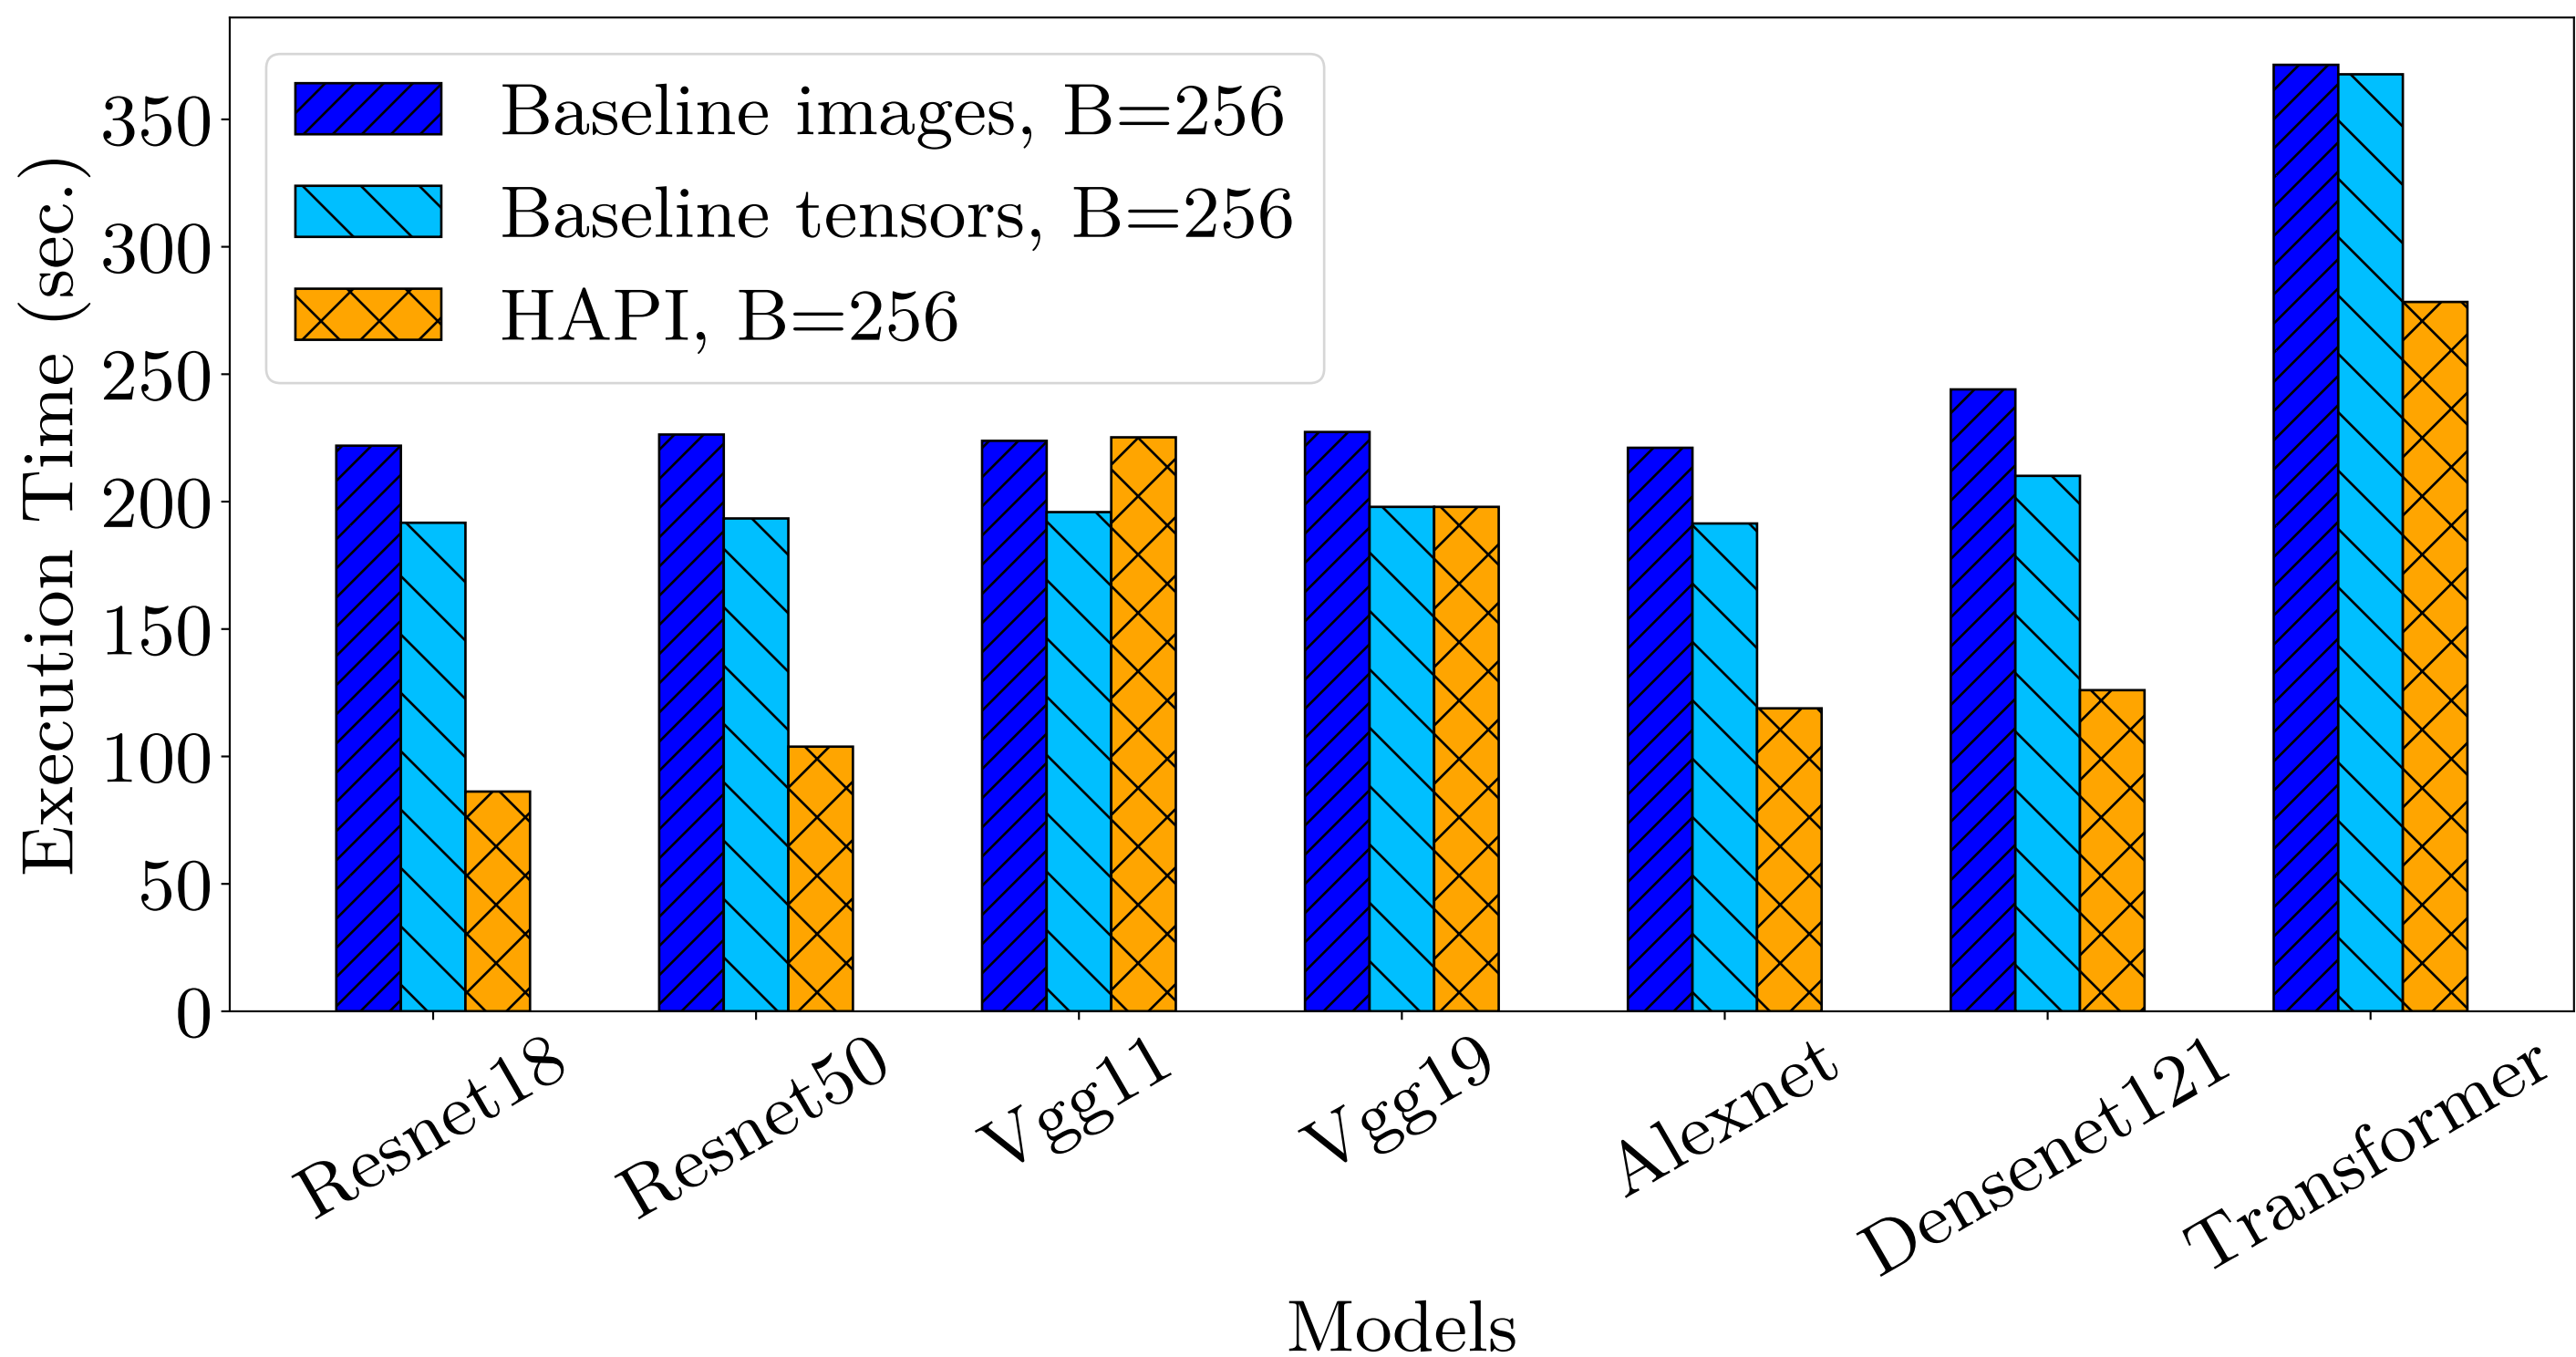 Baseline images, B=256
Baseline tensors, B=256
HAPI, B=256
Execution Time (sec.)
350
300
250
200
150
100
50
0
Resnet18
Resnet50
Vgg11
Vgg19
Alexnet
Densenet121
Transformer
Models